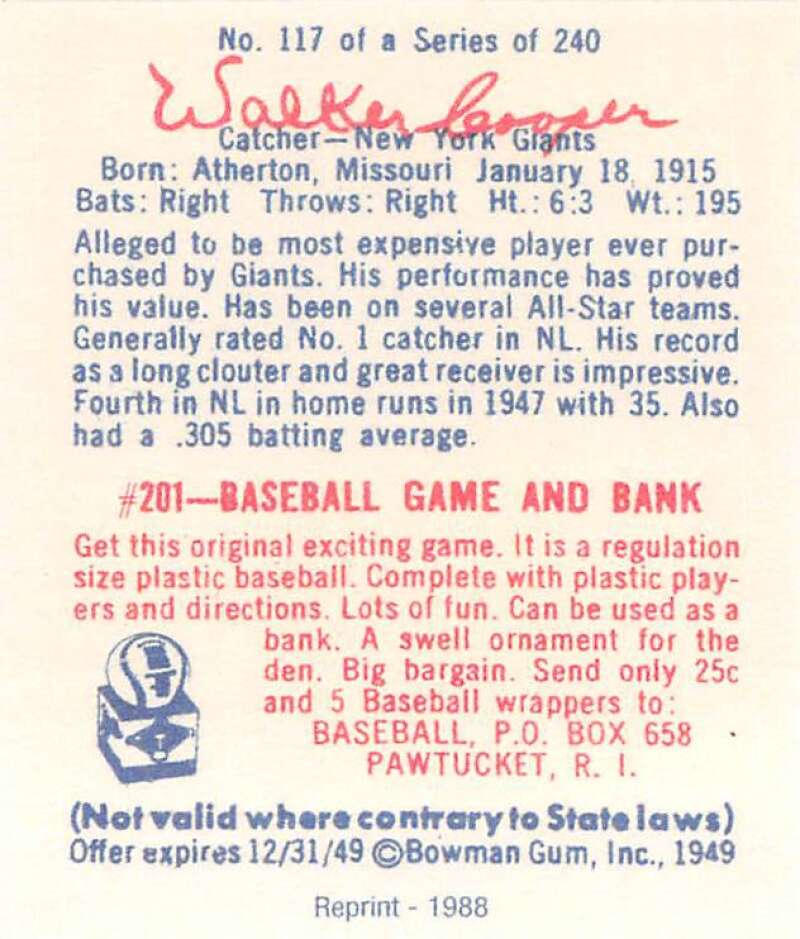 No. 117 of a Series of 240
Walker Cooper
Catcher—New York Giants
Born: Atherton, Missouri January 18, 1915
Bats: Right Throws: Right Ht.: 6:3 Wt.: 195
Alleged to be most expensive player ever pur-
chased by Giants. His performance has proved
his value. Has been on several All-Star teams.
Generally rated No. 1 catcher in NL. His record
as a long clouter and great receiver is impressive.
Fourth in NL in home runs in 1947 with 35. Also
had a .305 batting average.
#201—BASEBALL GAME AND BANK
Get this original exciting game. It is a regulation
size plastic baseball. Complete with plastic play-
ers and directions. Lots of fun. Can be used as a
bank. A swell ornament for the
den. Big bargain. Send only 25c
and 5 Baseball wrappers to:
BASEBALL, P.O. BOX 658
PAWTUCKET, R. I.
(Not valid where contrary to State laws)
Offer expires 12/31/49 ©Bowman Gum, Inc., 1949
Reprint - 1988